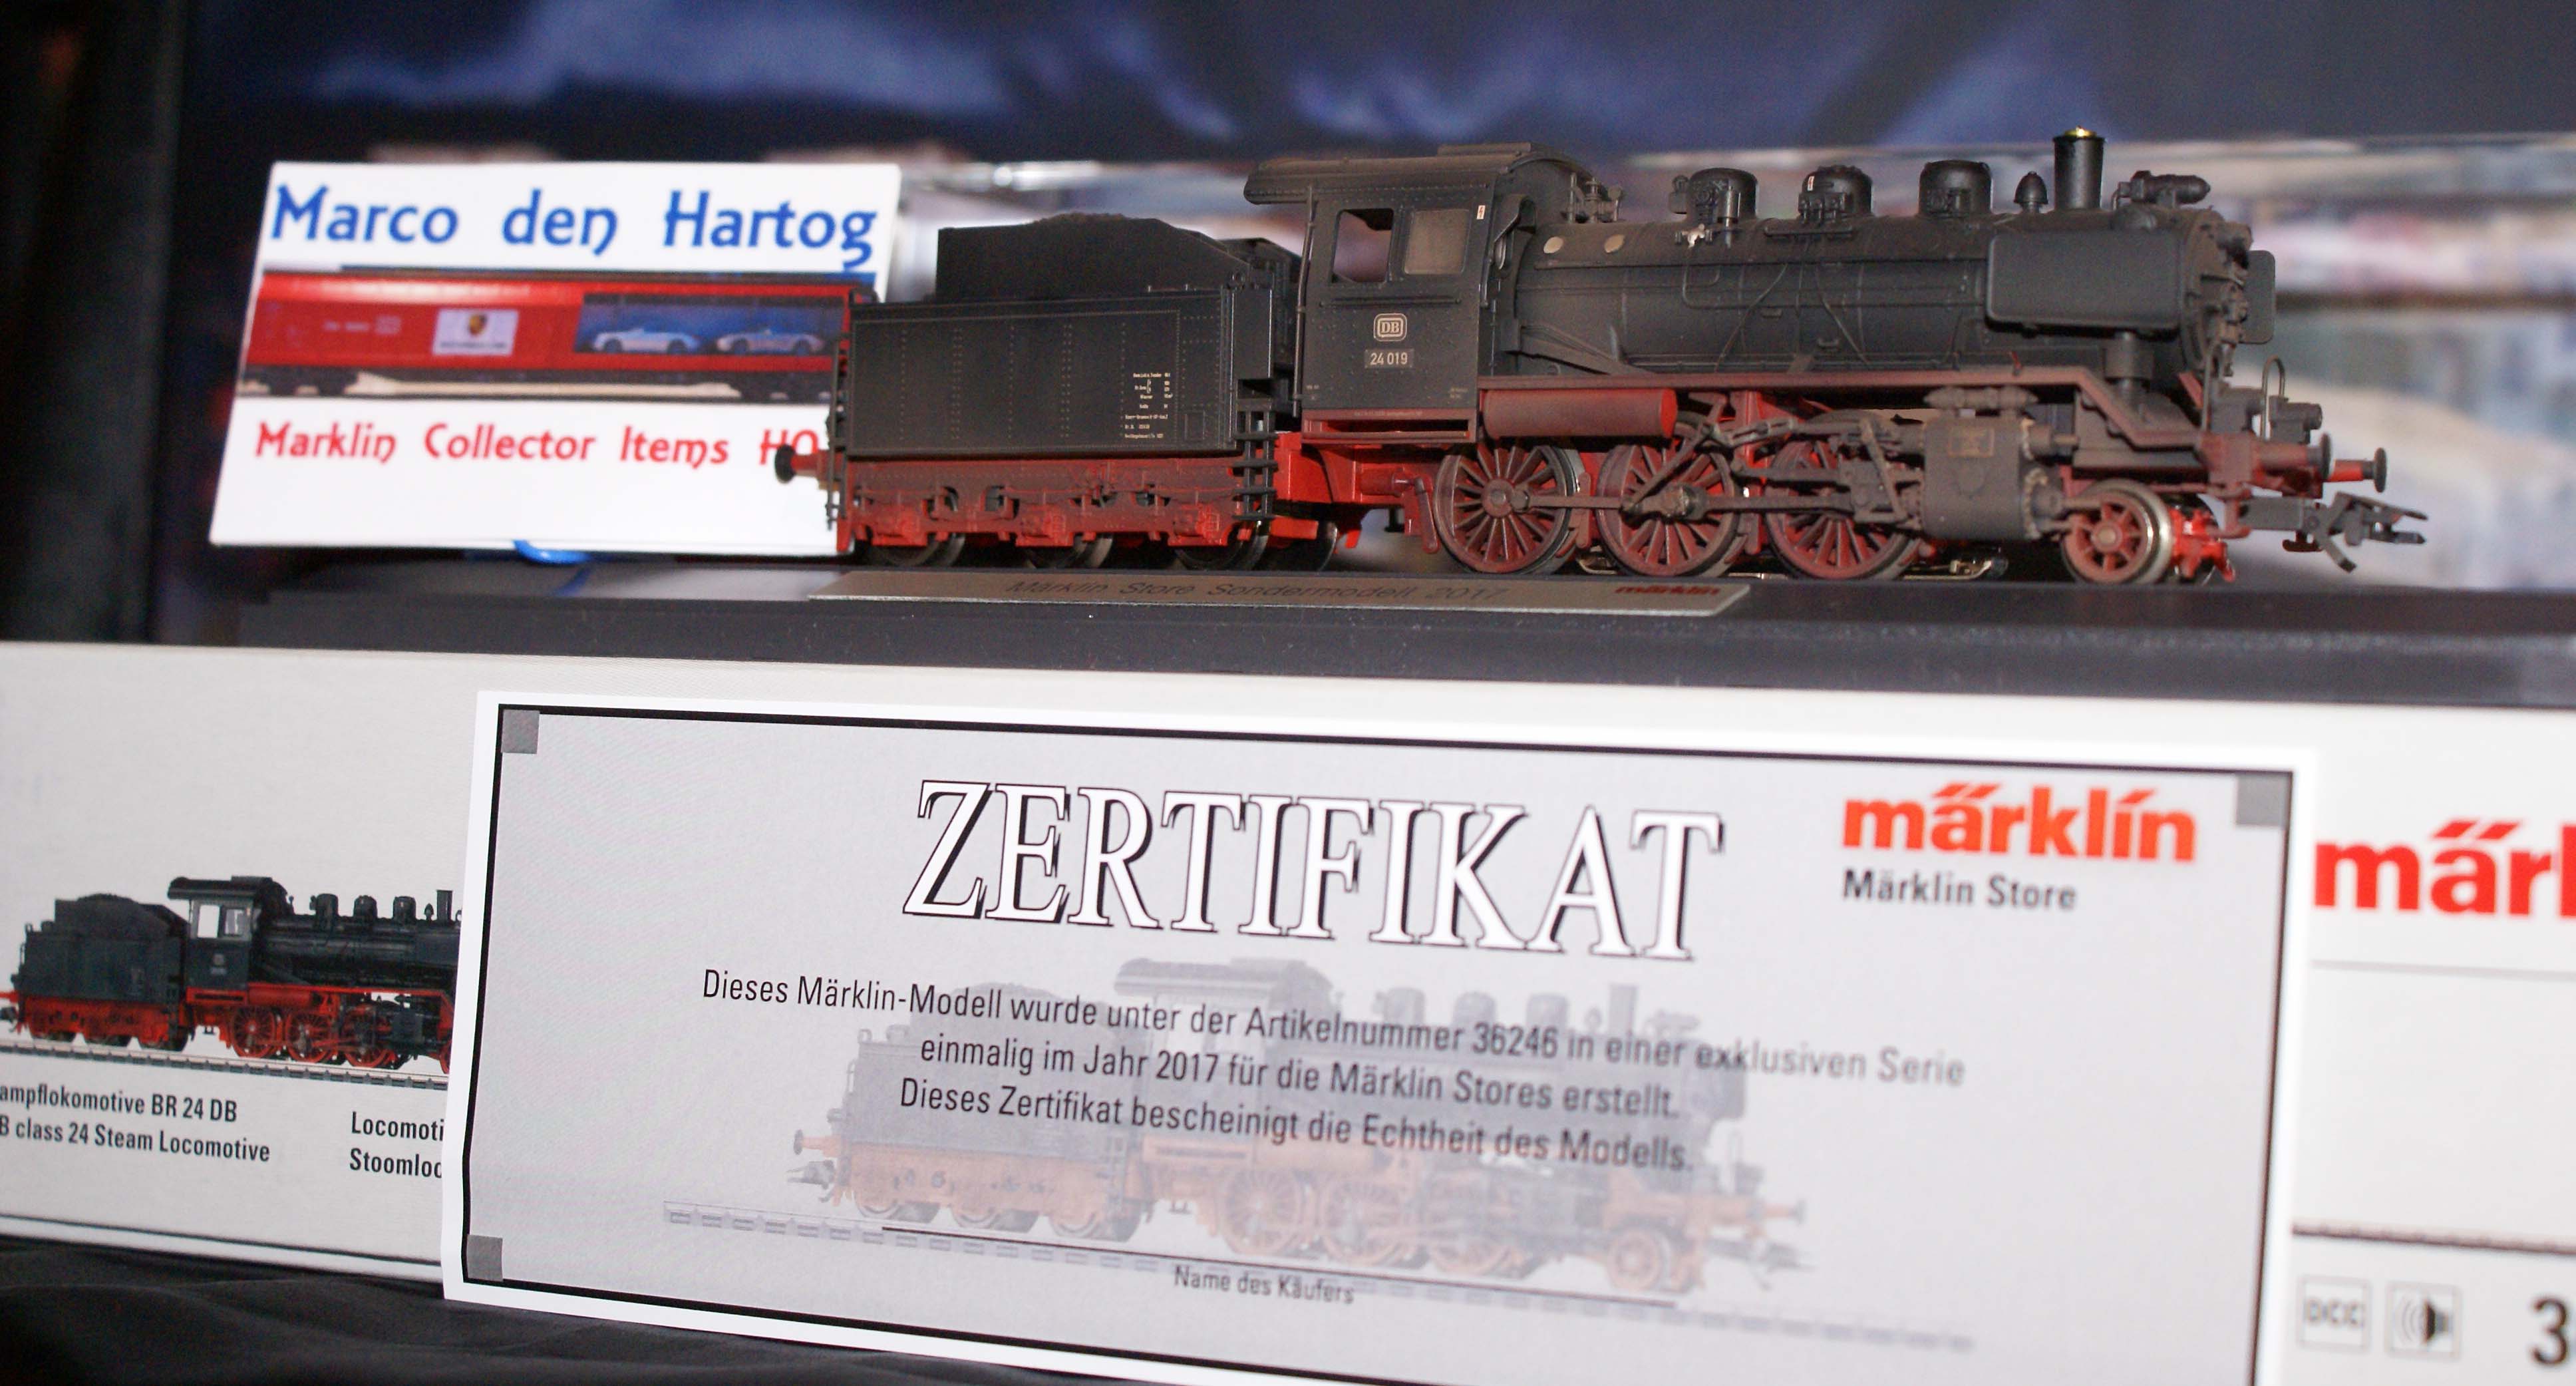 Marco den Hartog
Marklin Collector Items HO
DB
24 019
Märklin Store Sondermodell 2017 märklin
ZERTIFIKAT
märklin
Märklin Store
Dieses Märklin-Modell wurde unter der Artikelnummer 36246 in einer exklusiven Serie
einmalig im Jahr 2017 für die Märklin Stores erstellt.
Dieses Zertifikat bescheinigt die Echtheit des Modells.
Name des Käufers
ampflokomotive BR 24 DB
B class 24 Steam Locomotive
Locomoti
Stoomloc
märkl
DCC
3